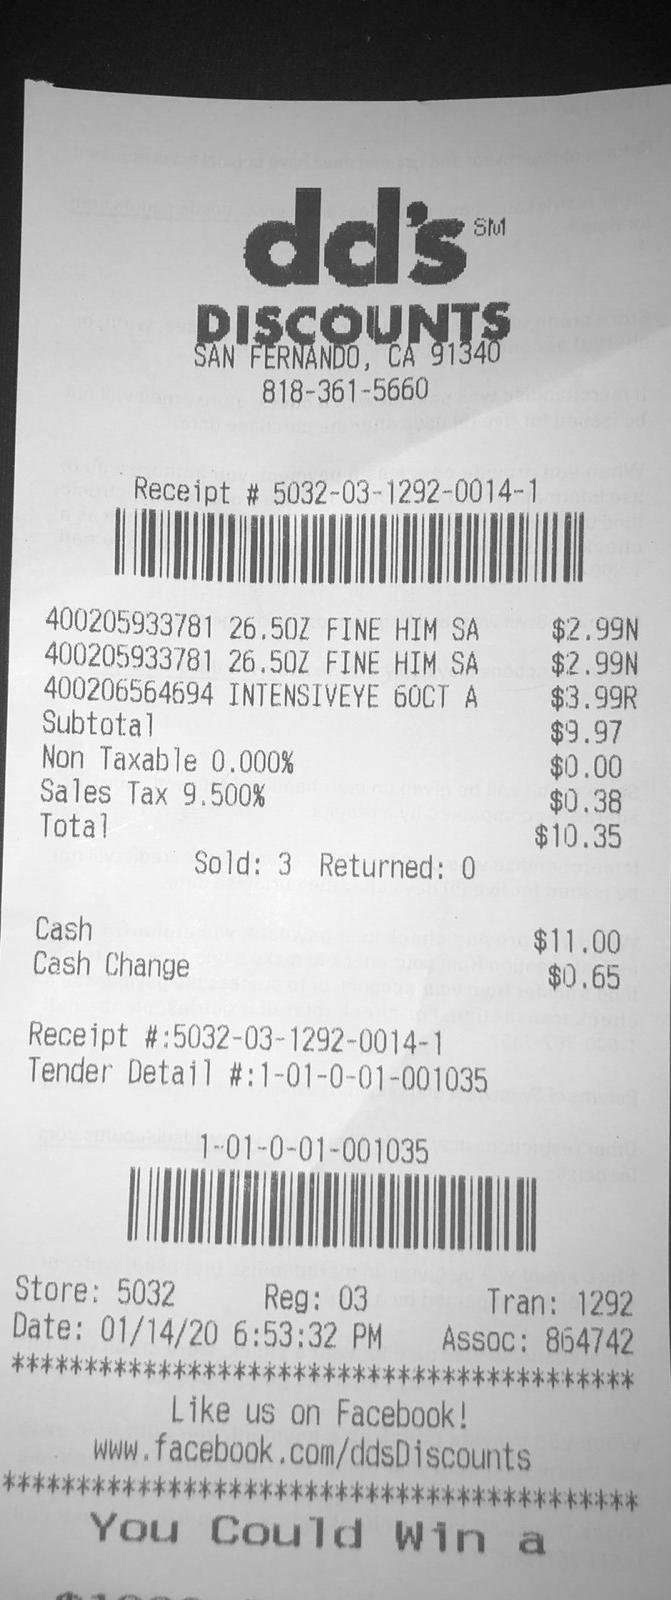 dd's SM
DISCOUNTS
SAN FERNANDO, CA 91340
818-361-5660
Receipt # 5032-03-1292-0014-1
400205933781 26.5OZ FINE HIM SA $2.99N
400205933781 26.5OZ FINE HIM SA $2.99N
400206564694 INTENSIVEYE 60CT A $3.99R
Subtotal $9.97
Non Taxable 0.000% $0.00
Sales Tax 9.500% $0.38
Total $10.35
Sold: 3 Returned: 0
Cash $11.00
Cash Change $0.65
Receipt #:5032-03-1292-0014-1
Tender Detail #:1-01-0-01-001035
1-01-0-01-001035
Store: 5032 Reg: 03 Tran: 1292
Date: 01/14/20 6:53:32 PM Assoc: 864742
******************************************
Like us on Facebook!
www.facebook.com/ddsDiscounts
******************************************
You Could Win a